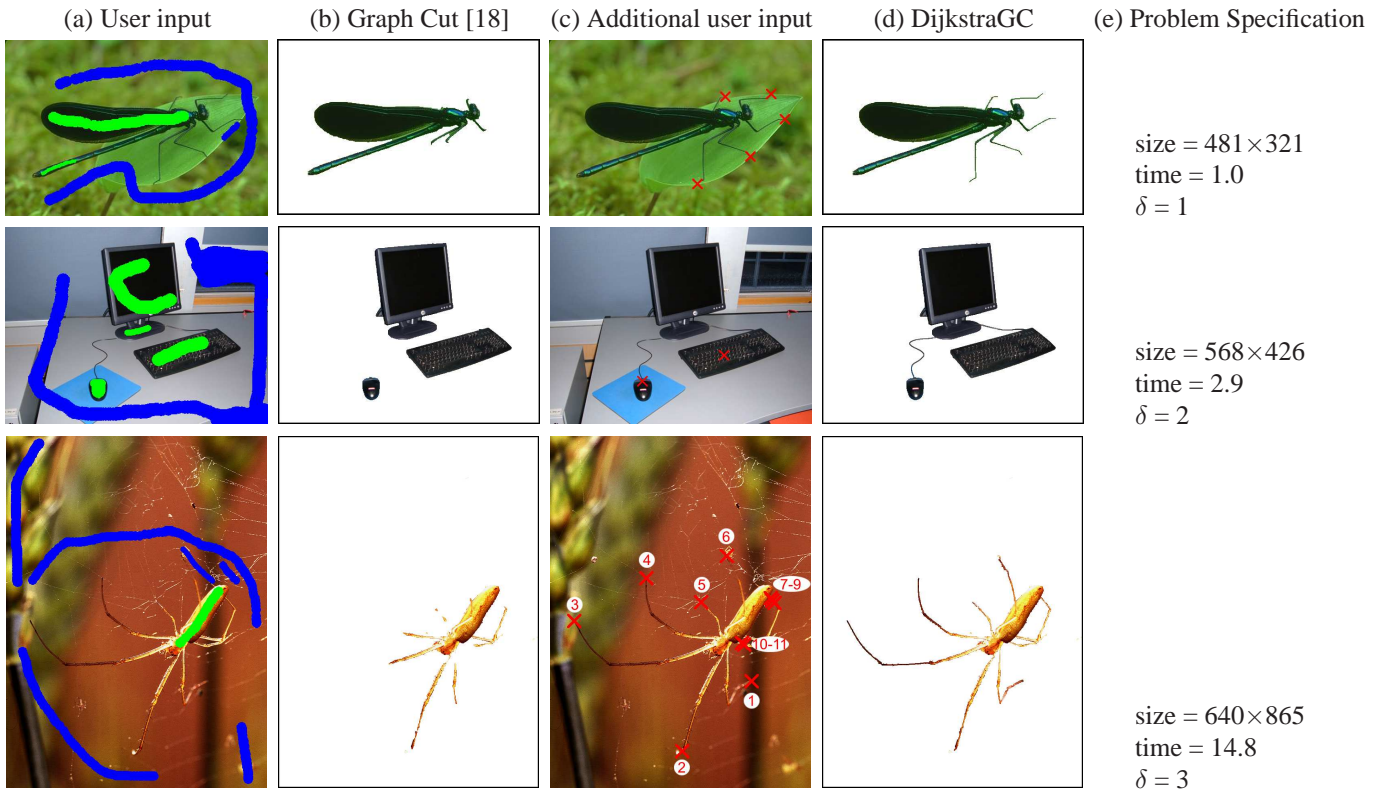 (a) User input
(b) Graph Cut [18]
(c) Additional user input
(d) DijkstraGC
(e) Problem Specification
size = 481×321
time = 1.0
δ = 1
size = 568×426
time = 2.9
δ = 2
6
4
5
7-9
3
10-11
1
2
size = 640×865
time = 14.8
δ = 3